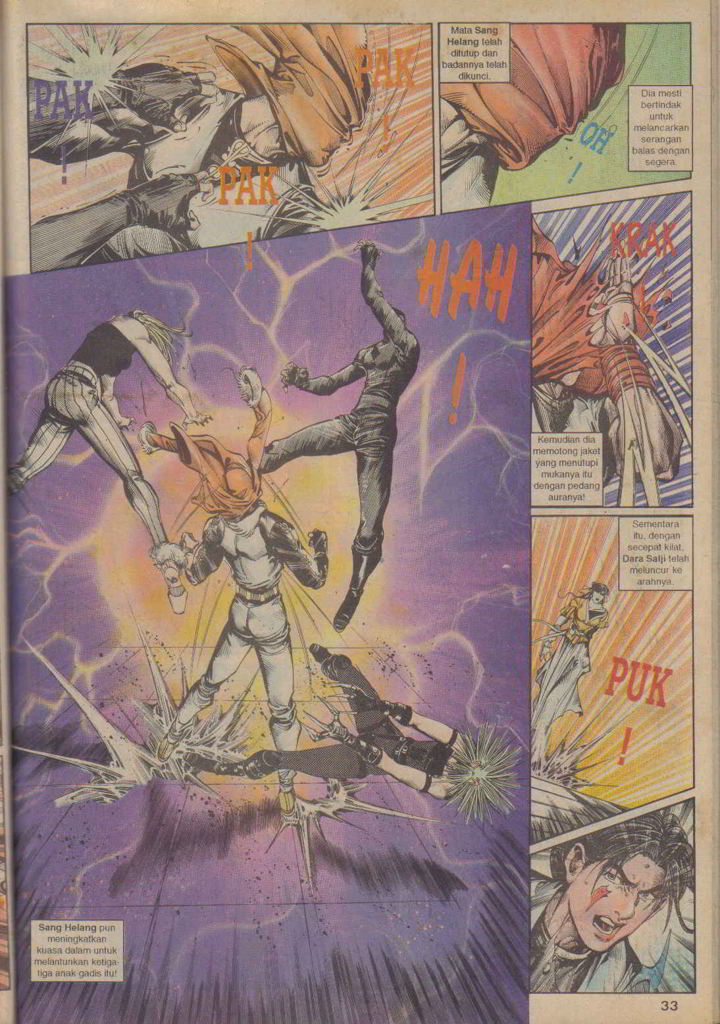 PAK
!
PAK
!
PAK
!
Mata Sang
Helang telah
ditutup dan
badannya telah
dikunci.
Dia mesti
bertindak
untuk
melancarkan
serangan
balas dengan
segera.
OH
!
HAH
!
Sang Helang pun
meningkatkan
kuasa dalam untuk
melantunkan ketiga-
tiga anak gadis itu!
KRAK
Kemudian dia
memotong jaket
yang menutupi
mukanya itu
dengan pedang
auranya!
Sementara
itu, dengan
secepat kilat,
Dara Salji telah
meluncur ke
arahnya.
PUK
!
33